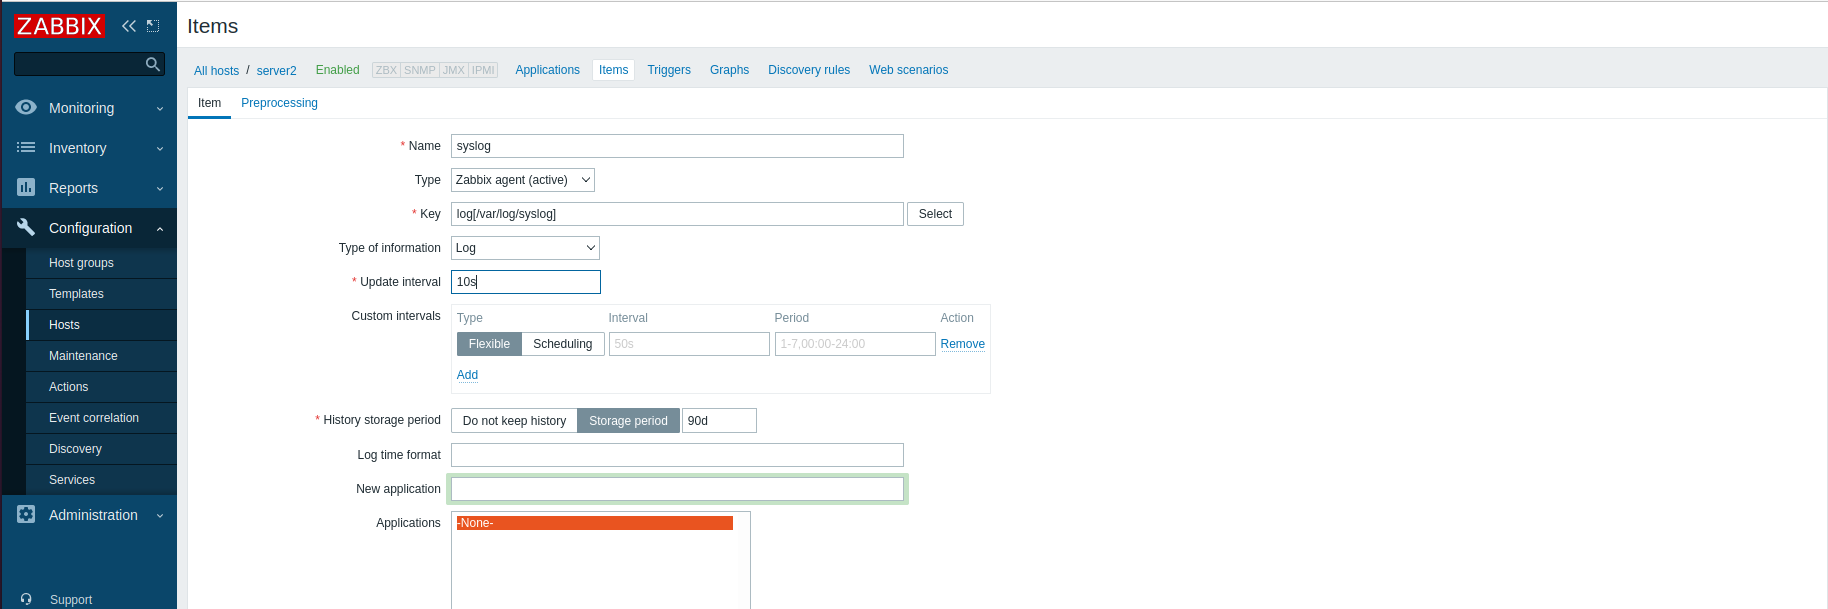 ZABBIX
Monitoring
Inventory
Reports
Configuration
Host groups
Templates
Hosts
Maintenance
Actions
Event correlation
Discovery
Services
Administration
Support
Items
All hosts / server2 Enabled ZBX SNMP JMX IPMI Applications Items Triggers Graphs Discovery rules Web scenarios
Item Preprocessing
* Name syslog
Type Zabbix agent (active)
* Key log[/var/log/syslog] Select
Type of information Log
* Update interval 10s
Custom intervals Type Interval Period Action
Flexible Scheduling 50s 1-7,00:00-24:00 Remove
Add
* History storage period Do not keep history Storage period 90d
Log time format
New application
Applications -None-